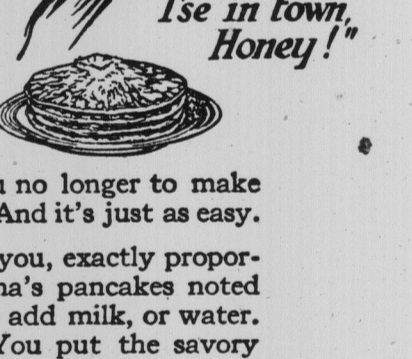 I'se in town,
Honey!"
no longer to make
And it's just as easy.
you, exactly propor-
pancakes noted
add milk, or water.
You put the savory